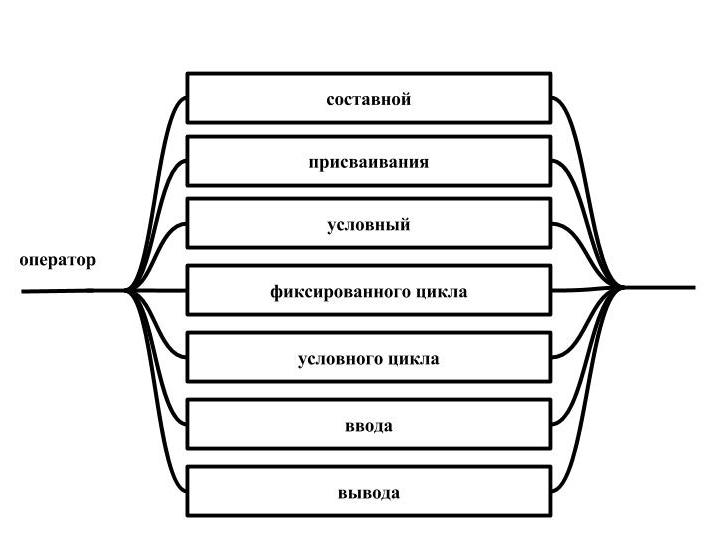 составной
присваивания
условный
оператор
фиксированного цикла
условного цикла
ввода
вывода